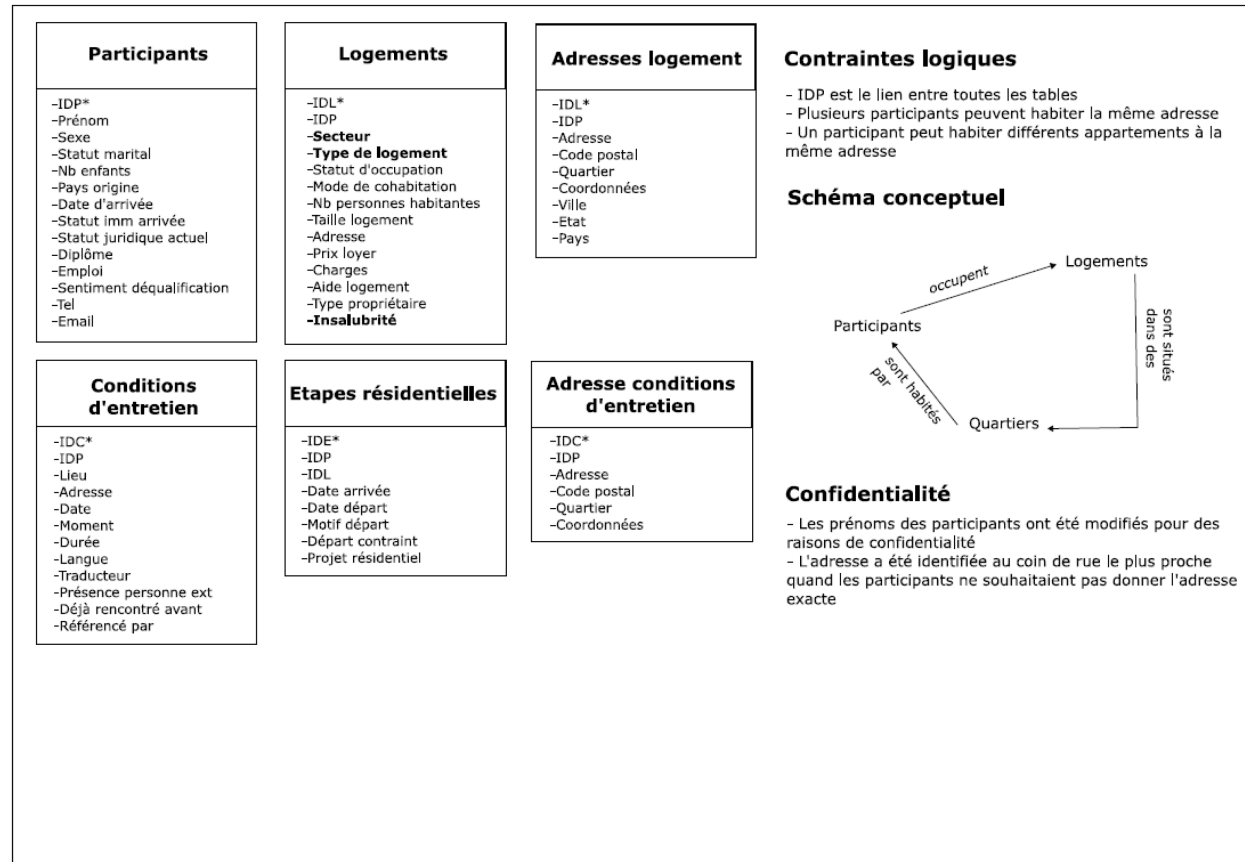 Participants
-IDP*
-Prénom
-Sexe
-Statut marital
-Nb enfants
-Pays origine
-Date d'arrivée
-Statut imm arrivée
-Statut juridique actuel
-Diplôme
-Emploi
-Sentiment déqualification
-Tel
-Email
Logements
-IDL*
-IDP
-Secteur
-Type de logement
-Statut d'occupation
-Mode de cohabitation
-Nb personnes habitantes
-Taille logement
-Adresse
-Prix loyer
-Charges
-Aide logement
-Type propriétaire
-Insalubrité
Adresses logement
-IDL*
-IDP
-Adresse
-Code postal
-Quartier
-Coordonnées
-Ville
-Etat
-Pays
Conditions
d'entretien
-IDC*
-IDP
-Lieu
-Adresse
-Date
-Moment
-Durée
-Langue
-Traducteur
-Présence personne ext
-Déjà rencontré avant
-Référencé par
Etapes résidentielles
-IDE*
-IDP
-IDL
-Date arrivée
-Date départ
-Motif départ
-Départ contraint
-Projet résidentiel
Adresse conditions
d'entretien
-IDC*
-IDP
-Adresse
-Code postal
-Quartier
-Coordonnées
Contraintes logiques
- IDP est le lien entre toutes les tables
- Plusieurs participants peuvent habiter la même adresse
- Un participant peut habiter différents appartements à la
même adresse
Schéma conceptuel
Logements
occupent
Participants
sont situés
dans des
sont habités
par
Quartiers
Confidentialité
- Les prénoms des participants ont été modifiés pour des
raisons de confidentialité
- L'adresse a été identifiée au coin de rue le plus proche
quand les participants ne souhaitaient pas donner l'adresse
exacte